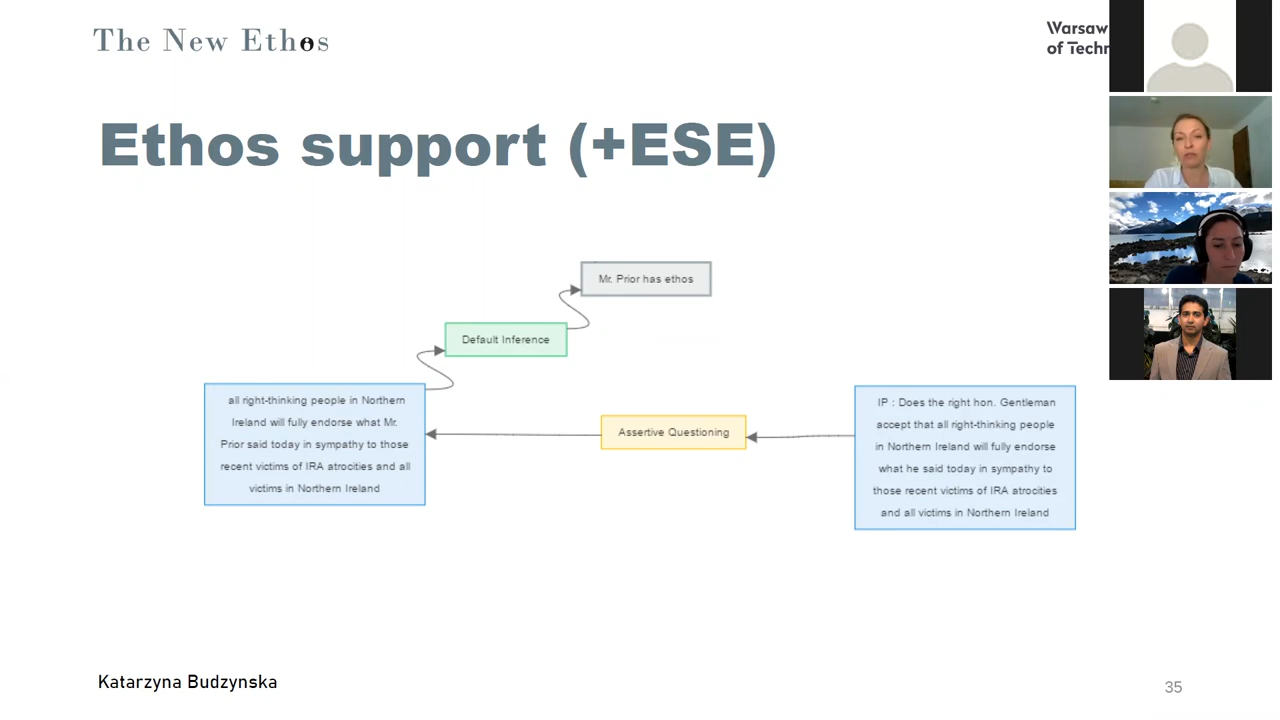 The New Ethos
Warsaw
of Techn
Ethos support (+ESE)
Mr. Prior has ethos
Default Inference
all right-thinking people in Northern
Ireland will fully endorse what Mr.
Prior said today in sympathy to those
recent victims of IRA atrocities and all
victims in Northern Ireland
Assertive Questioning
IP : Does the right hon. Gentleman
accept that all right-thinking people
in Northern Ireland will fully endorse
what he said today in sympathy to
those recent victims of IRA atrocities
and all victims in Northern Ireland
Katarzyna Budzynska
35